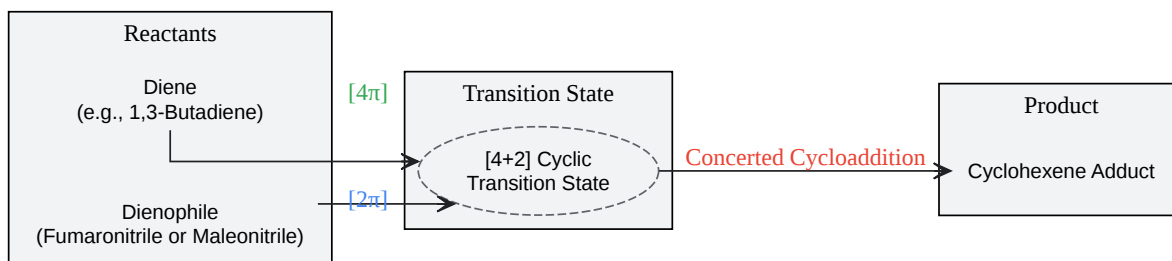 Reactants
Diene
(e.g., 1,3-Butadiene)
Dienophile
(Fumaronitrile or Maleonitrile)
[4π]
[2π]
Transition State
[4+2] Cyclic
Transition State
Concerted Cycloaddition
Product
Cyclohexene Adduct